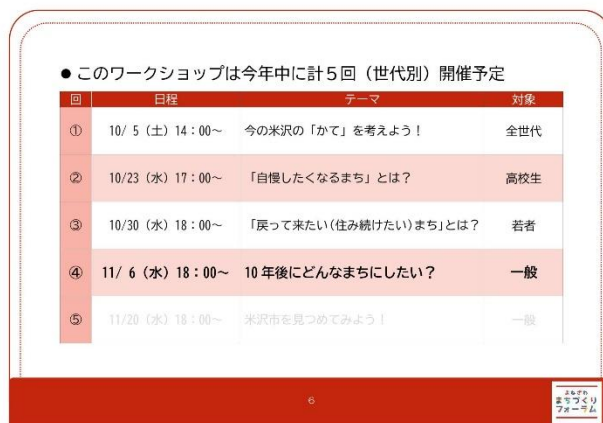 ● このワークショップは今年中に計５回（世代別）開催予定
回 日程 テーマ 対象
① 10/ 5（土）14：00～ 今の米沢の「かて」を考えよう！ 全世代
② 10/23（水）17：00～ 「自慢したくなるまち」とは？ 高校生
③ 10/30（水）18：00～ 「戻って来たい（住み続けたい）まち」とは？ 若者
④ 11/ 6（水）18：00～ 10年後にどんなまちにしたい？ 一般
⑤ 11/20（水）18：00～ 米沢市を見つめてみよう！ 一般
6
よねざわ
まちづくり
フォーラム